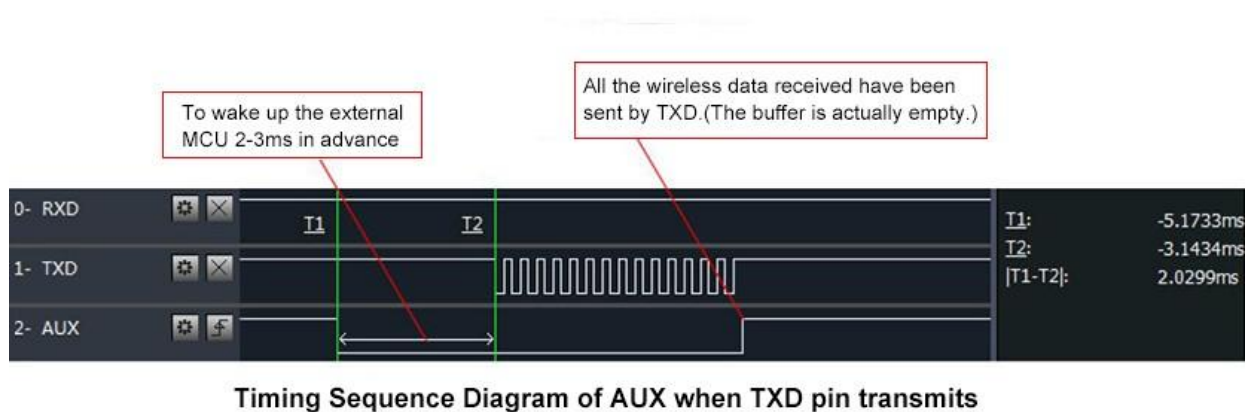 All the wireless data received have been
sent by TXD.(The buffer is actually empty.)
To wake up the external
MCU 2-3ms in advance
0- RXD
T1
T2
T1: -5.1733ms
T2: -3.1434ms
|T1-T2|: 2.0299ms
1- TXD
2- AUX
Timing Sequence Diagram of AUX when TXD pin transmits